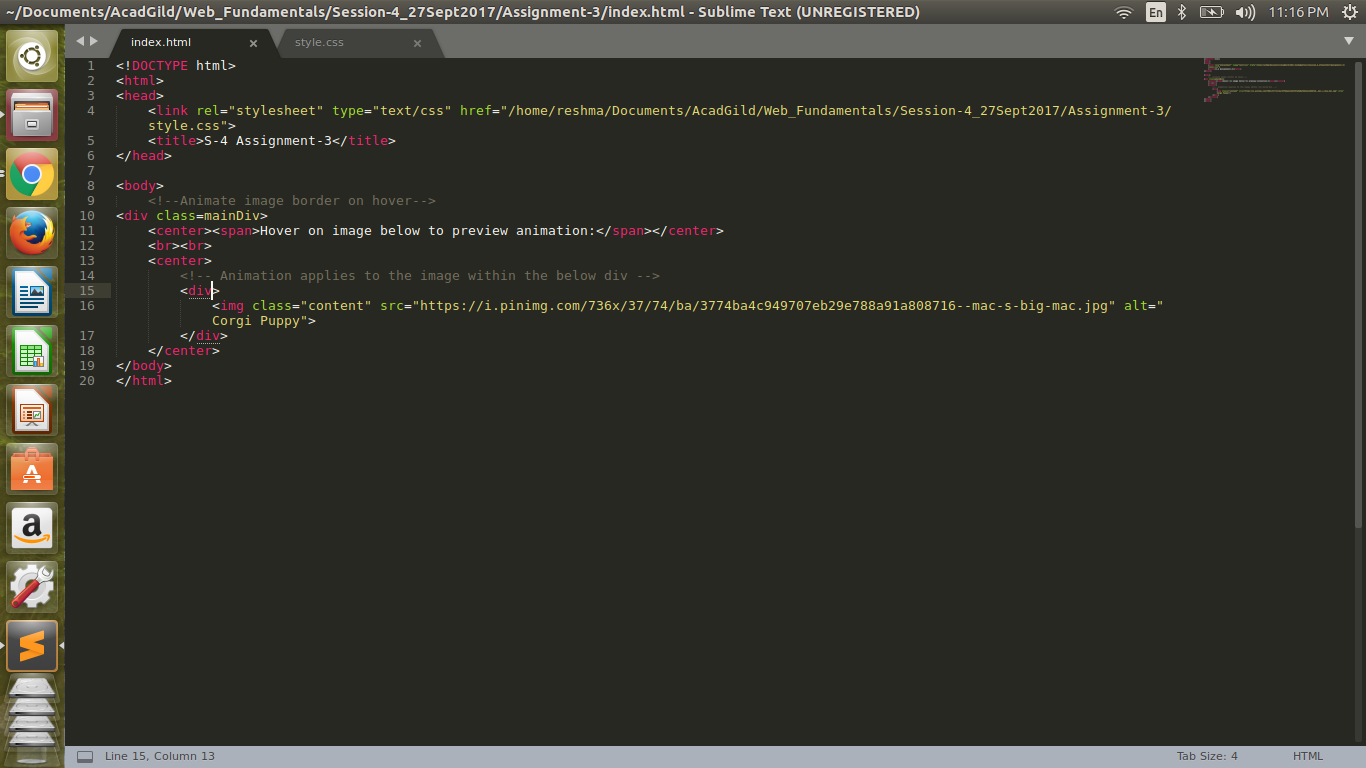 ~/Documents/AcadGild/Web_Fundamentals/Session-4_27Sept2017/Assignment-3/index.html - Sublime Text (UNREGISTERED)
En
11:16 PM
index.html
style.css
1 <!DOCTYPE html>
2 <html>
3 <head>
4 <link rel="stylesheet" type="text/css" href="/home/reshma/Documents/AcadGild/Web_Fundamentals/Session-4_27Sept2017/Assignment-3/
style.css">
5 <title>S-4 Assignment-3</title>
6 </head>
7
8 <body>
9 <!--Animate image border on hover-->
10 <div class=mainDiv>
11 <center><span>Hover on image below to preview animation:</span></center>
12 <br><br>
13 <center>
14 <!-- Animation applies to the image within the below div -->
15 <div>
16 <img class="content" src="https://i.pinimg.com/736x/37/74/ba/3774ba4c949707eb29e788a91a808716--mac-s-big-mac.jpg" alt="
Corgi Puppy">
17 </div>
18 </center>
19 </body>
20 </html>
Line 15, Column 13
Tab Size: 4
HTML